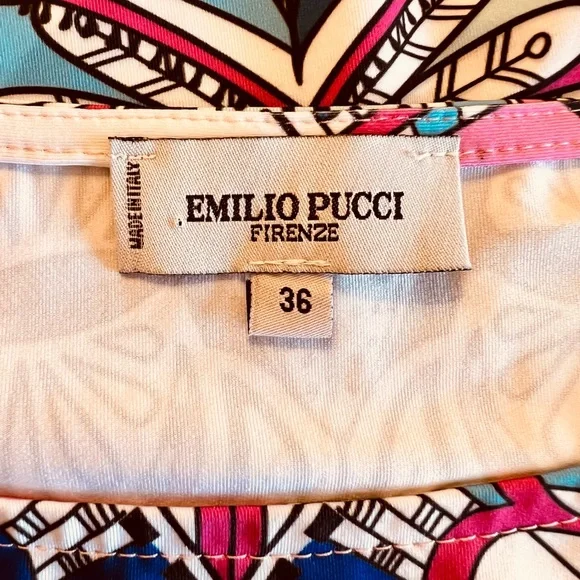 MADE IN ITALY
EMILIO PUCCI
FIRENZE
36